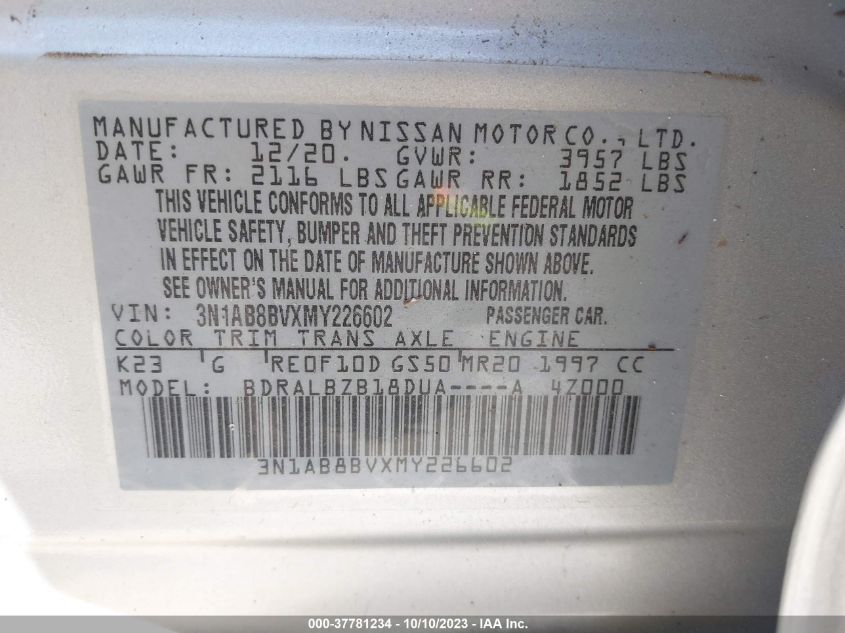 MANUFACTURED BY NISSAN MOTOR CO., LTD.
DATE: 12/20. GVWR: 3957 LBS
GAWR FR: 2116 LBS GAWR RR: 1852 LBS
THIS VEHICLE CONFORMS TO ALL APPLICABLE FEDERAL MOTOR
VEHICLE SAFETY, BUMPER AND THEFT PREVENTION STANDARDS
IN EFFECT ON THE DATE OF MANUFACTURE SHOWN ABOVE.
SEE OWNER'S MANUAL FOR ADDITIONAL INFORMATION.
VIN: 3N1AB8BVXMY226602 PASSENGER CAR.
COLOR TRIM TRANS AXLE ENGINE
K23 'G 'RE0F10D GS50'MR20 1997 CC
MODEL: BDRALBZB18DUA----A 4Z000
3N1AB8BVXMY226602
000-37781234 - 10/10/2023 - IAA Inc.